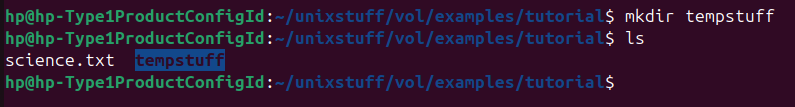 hp@hp-Type1ProductConfigId:~/unixstuff/vol/examples/tutorial$ mkdir tempstuff
hp@hp-Type1ProductConfigId:~/unixstuff/vol/examples/tutorial$ ls
science.txt  tempstuff
hp@hp-Type1ProductConfigId:~/unixstuff/vol/examples/tutorial$